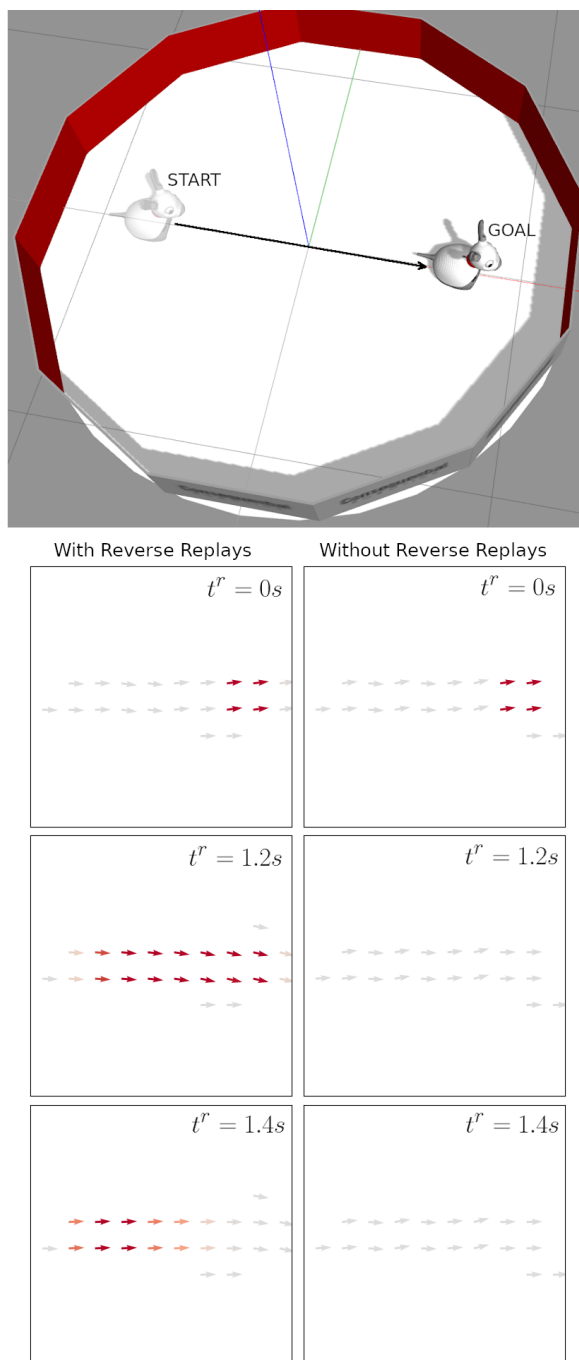 START
GOAL
With Reverse Replays
Without Reverse Replays
t^r = 0s
t^r = 0s
t^r = 1.2s
t^r = 1.2s
t^r = 1.4s
t^r = 1.4s